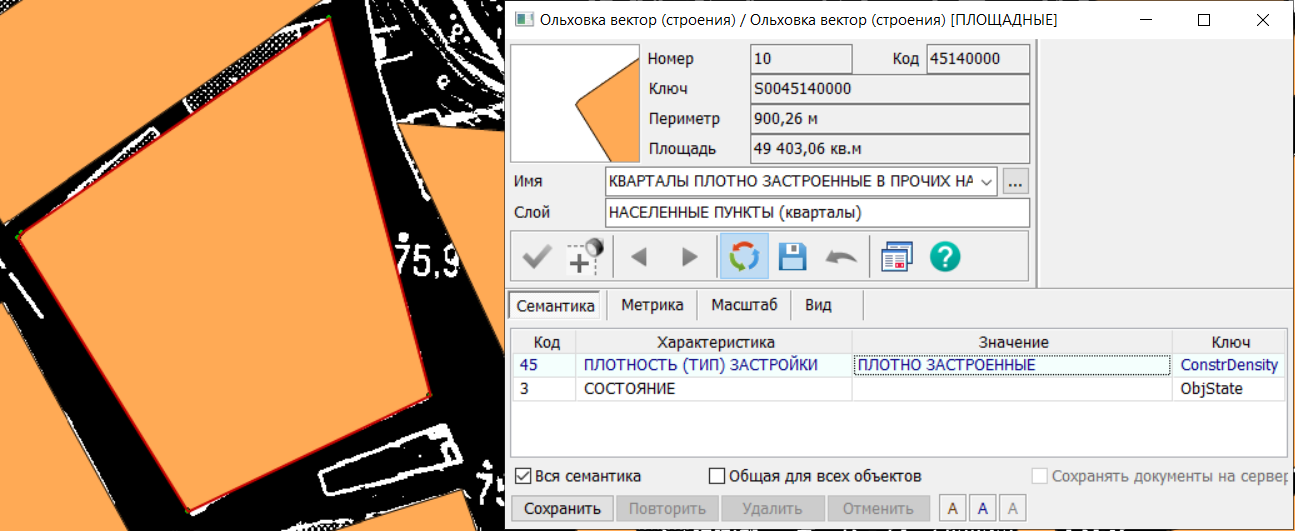 Ольховка вектор (строения) / Ольховка вектор (строения) [ПЛОЩАДНЫЕ]
Номер 10 Код 45140000
Ключ S0045140000
Периметр 900,26 м
Площадь 49 403,06 кв.м
Имя КВАРТАЛЫ ПЛОТНО ЗАСТРОЕННЫЕ В ПРОЧИХ НА ...
Слой НАСЕЛЕННЫЕ ПУНКТЫ (кварталы)
75,9
Семантика Метрика Масштаб Вид
Код Характеристика Значение Ключ
45 ПЛОТНОСТЬ (ТИП) ЗАСТРОЙКИ ПЛОТНО ЗАСТРОЕННЫЕ ConstrDensity
3 СОСТОЯНИЕ ObjState
Вся семантика Общая для всех объектов Сохранять документы на сервер
Сохранить Повторить Удалить Отменить А А А